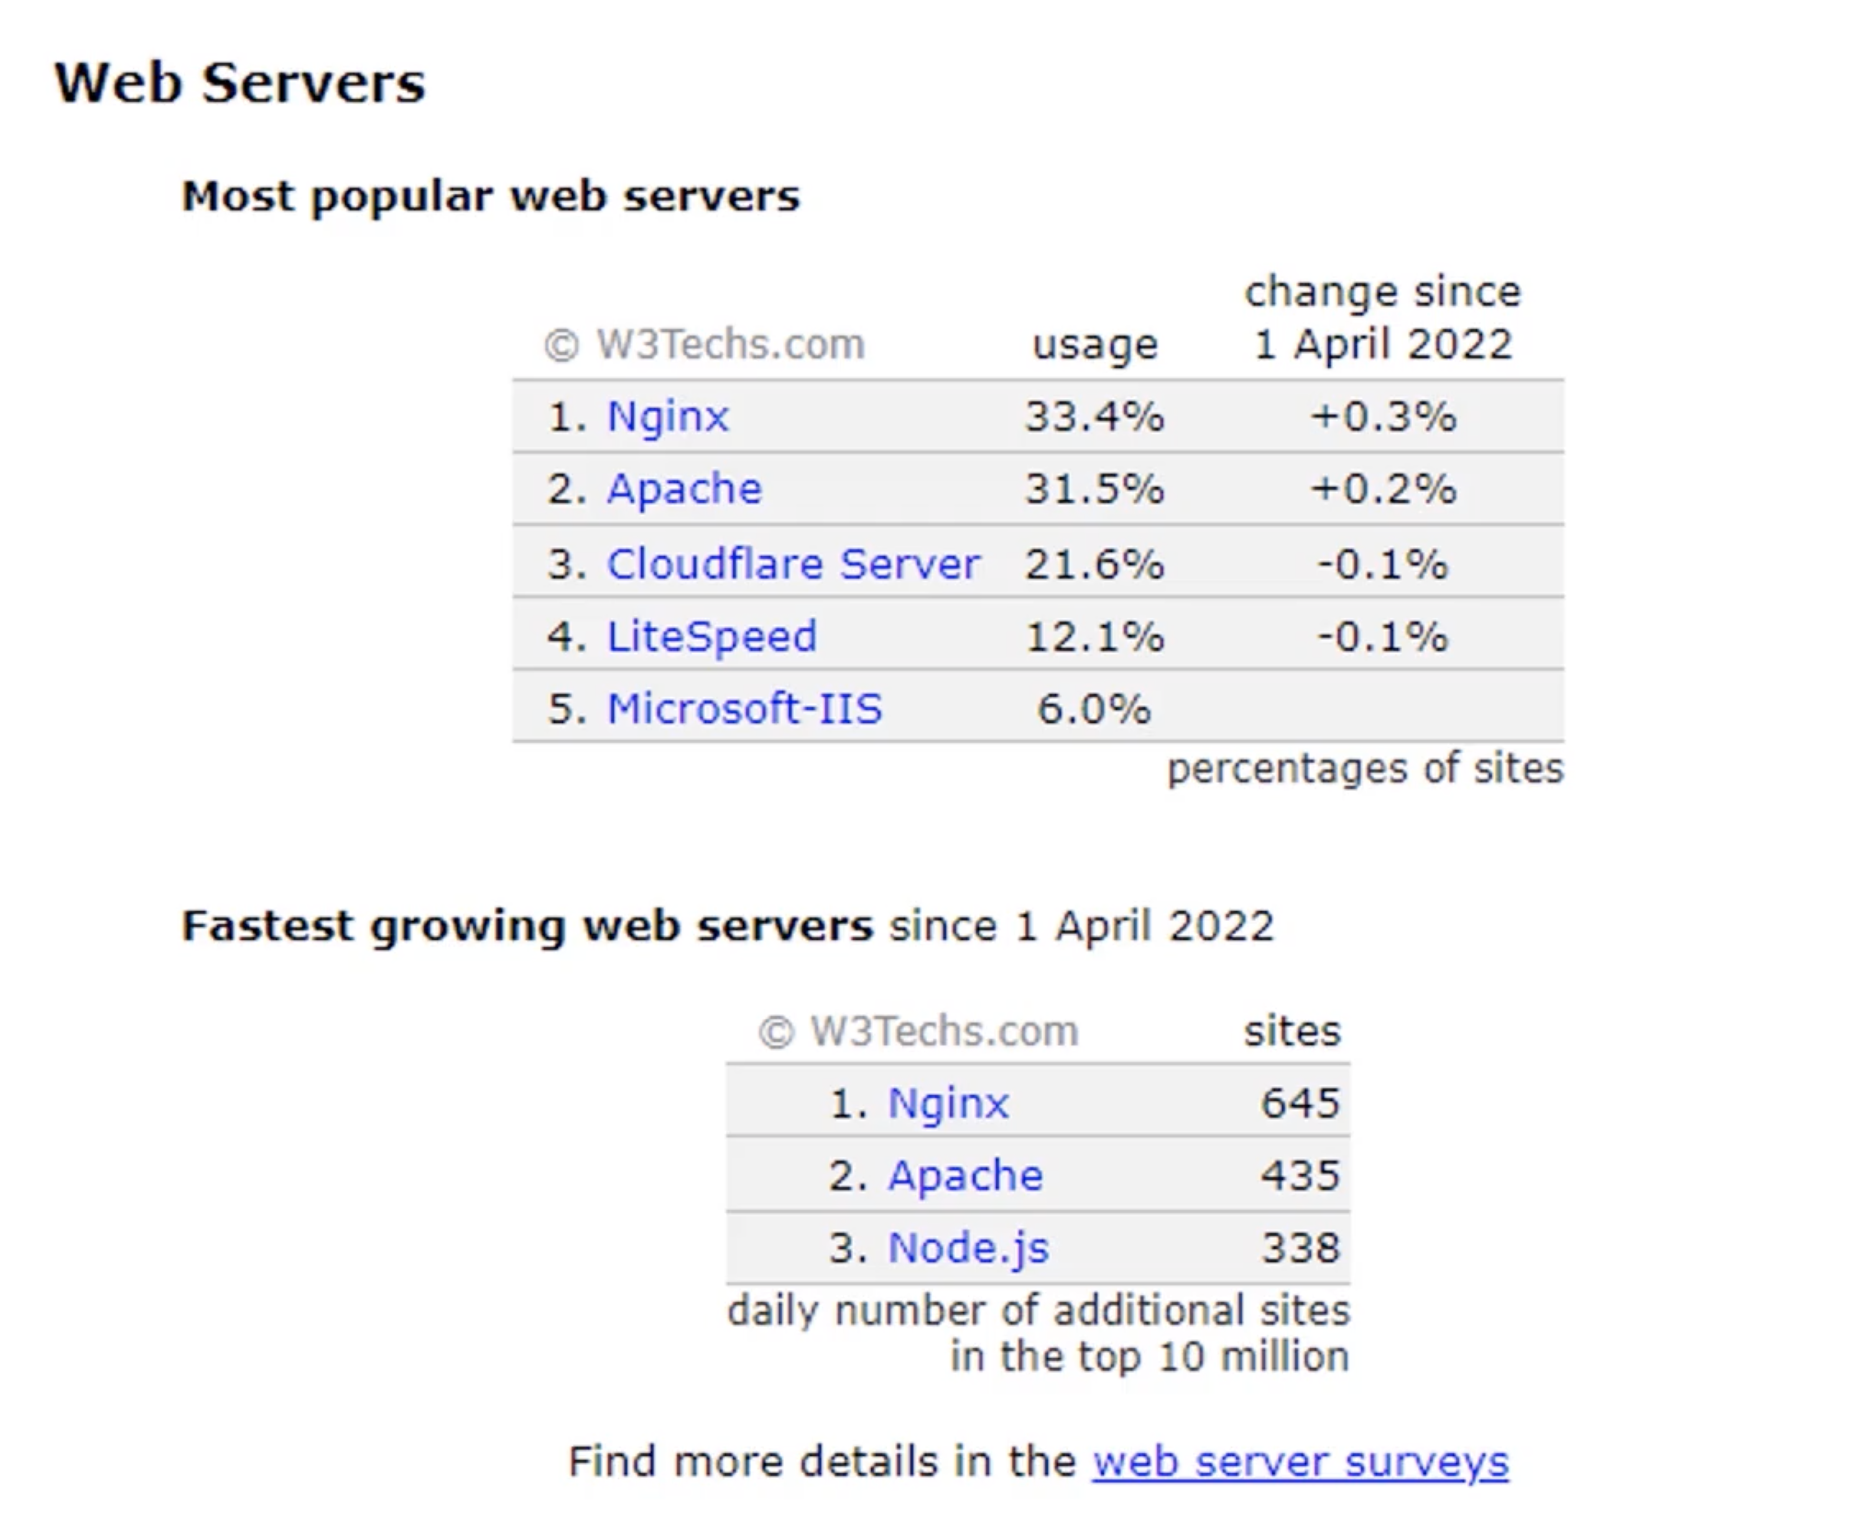 Web Servers
Most popular web servers
change since
© W3Techs.com usage 1 April 2022
1. Nginx 33.4% +0.3%
2. Apache 31.5% +0.2%
3. Cloudflare Server 21.6% -0.1%
4. LiteSpeed 12.1% -0.1%
5. Microsoft-IIS 6.0%
percentages of sites
Fastest growing web servers since 1 April 2022
© W3Techs.com sites
1. Nginx 645
2. Apache 435
3. Node.js 338
daily number of additional sites
in the top 10 million
Find more details in the web server surveys